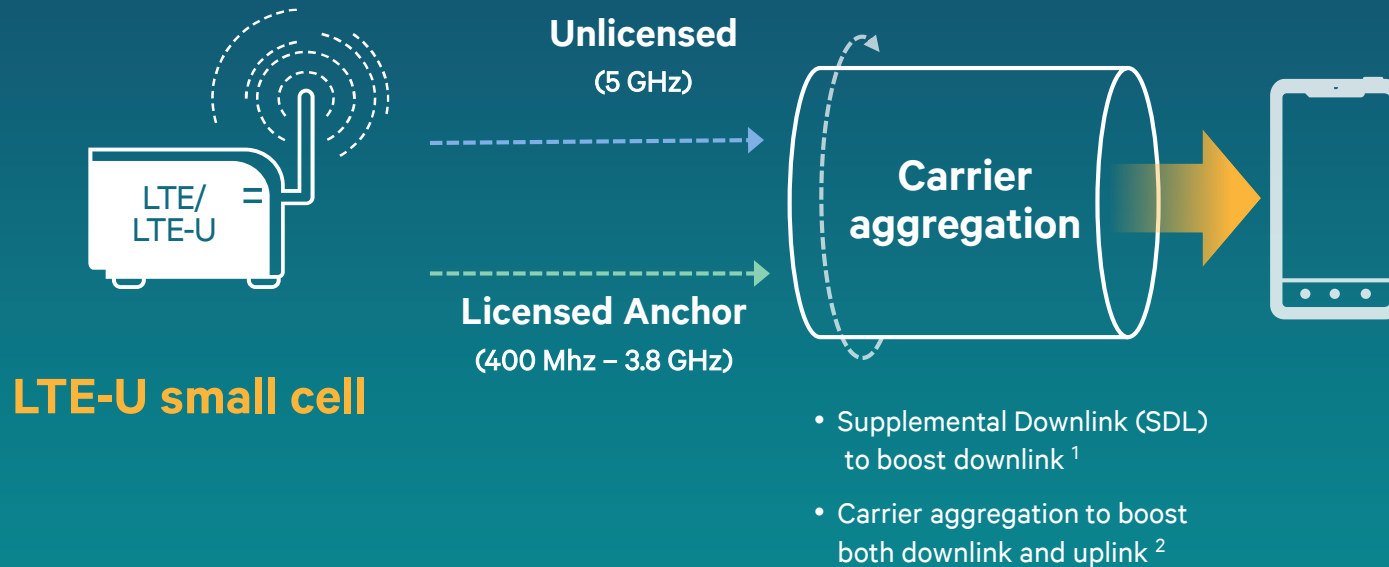 Unlicensed
(5 GHz)
LTE/
LTE-U
Carrier
aggregation
Licensed Anchor
(400 Mhz – 3.8 GHz)
LTE-U small cell
• Supplemental Downlink (SDL)
to boost downlink 1
• Carrier aggregation to boost
both downlink and uplink 2